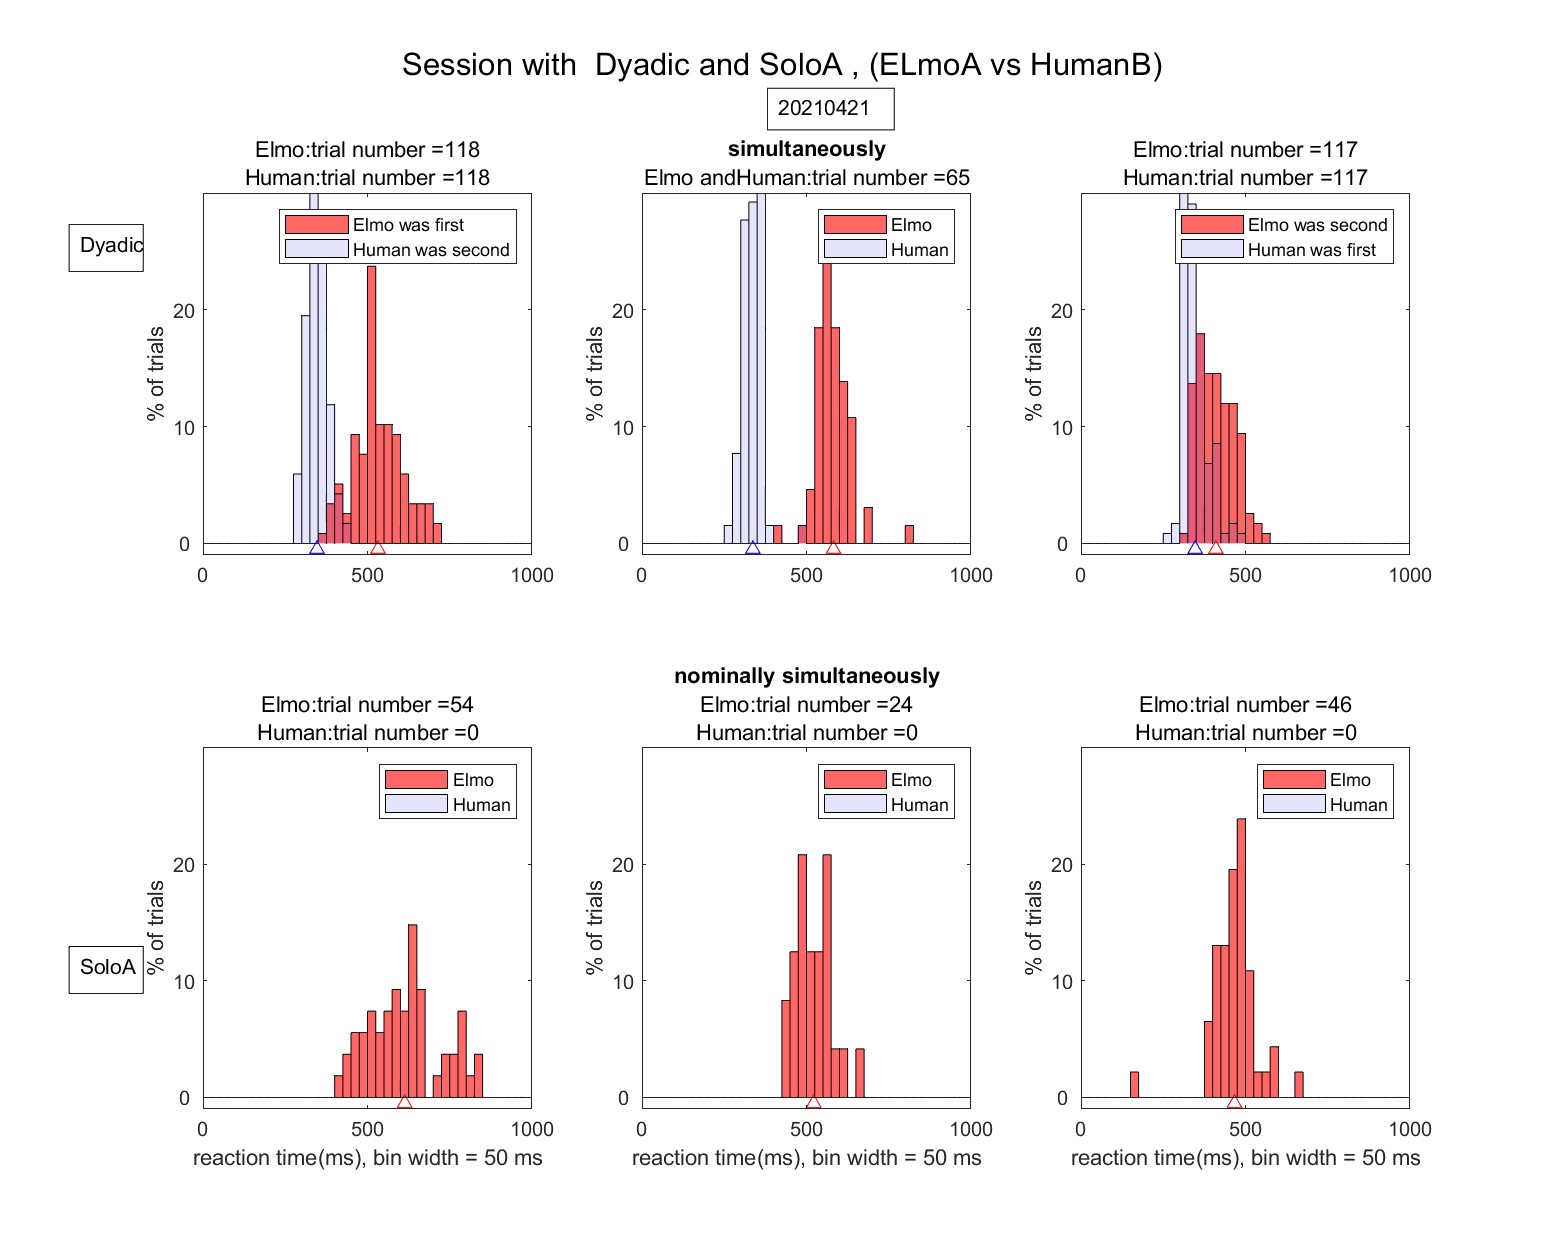 Session with  Dyadic and SoloA , (ELmoA vs HumanB)
20210421
Elmo:trial number =118
Human:trial number =118
simultaneously
Elmo andHuman:trial number =65
Elmo:trial number =117
Human:trial number =117
Dyadic
Elmo was first
Human was second
Elmo
Human
Elmo was second
Human was first
% of trials
20
10
0
0
500
1000
% of trials
20
10
0
0
500
1000
% of trials
20
10
0
0
500
1000
nominally simultaneously
Elmo:trial number =54
Human:trial number =0
Elmo:trial number =24
Human:trial number =0
Elmo:trial number =46
Human:trial number =0
SoloA
Elmo
Human
Elmo
Human
Elmo
Human
% of trials
20
10
0
0
500
1000
reaction time(ms), bin width = 50 ms
% of trials
20
10
0
0
500
1000
reaction time(ms), bin width = 50 ms
% of trials
20
10
0
0
500
1000
reaction time(ms), bin width = 50 ms